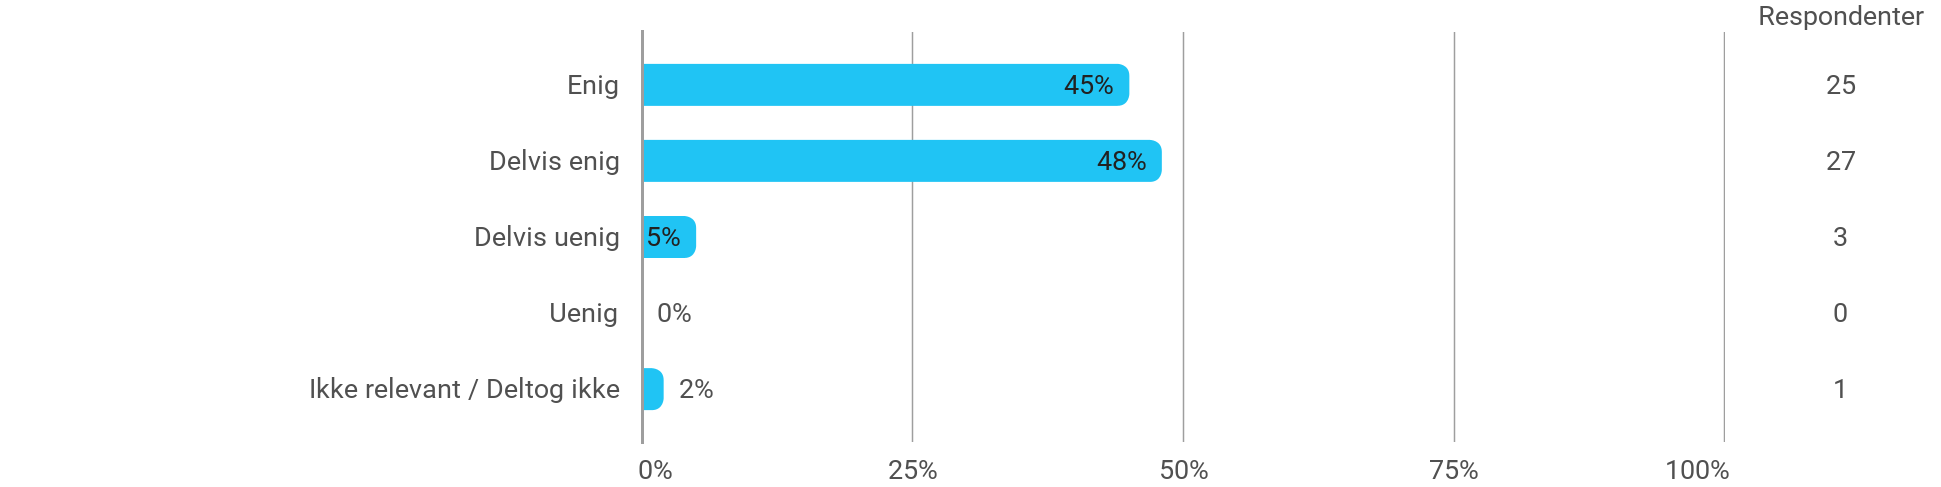 Respondenter
Enig 45% 25
Delvis enig 48% 27
Delvis uenig 5% 3
Uenig 0% 0
Ikke relevant / Deltog ikke 2% 1
0% 25% 50% 75% 100%